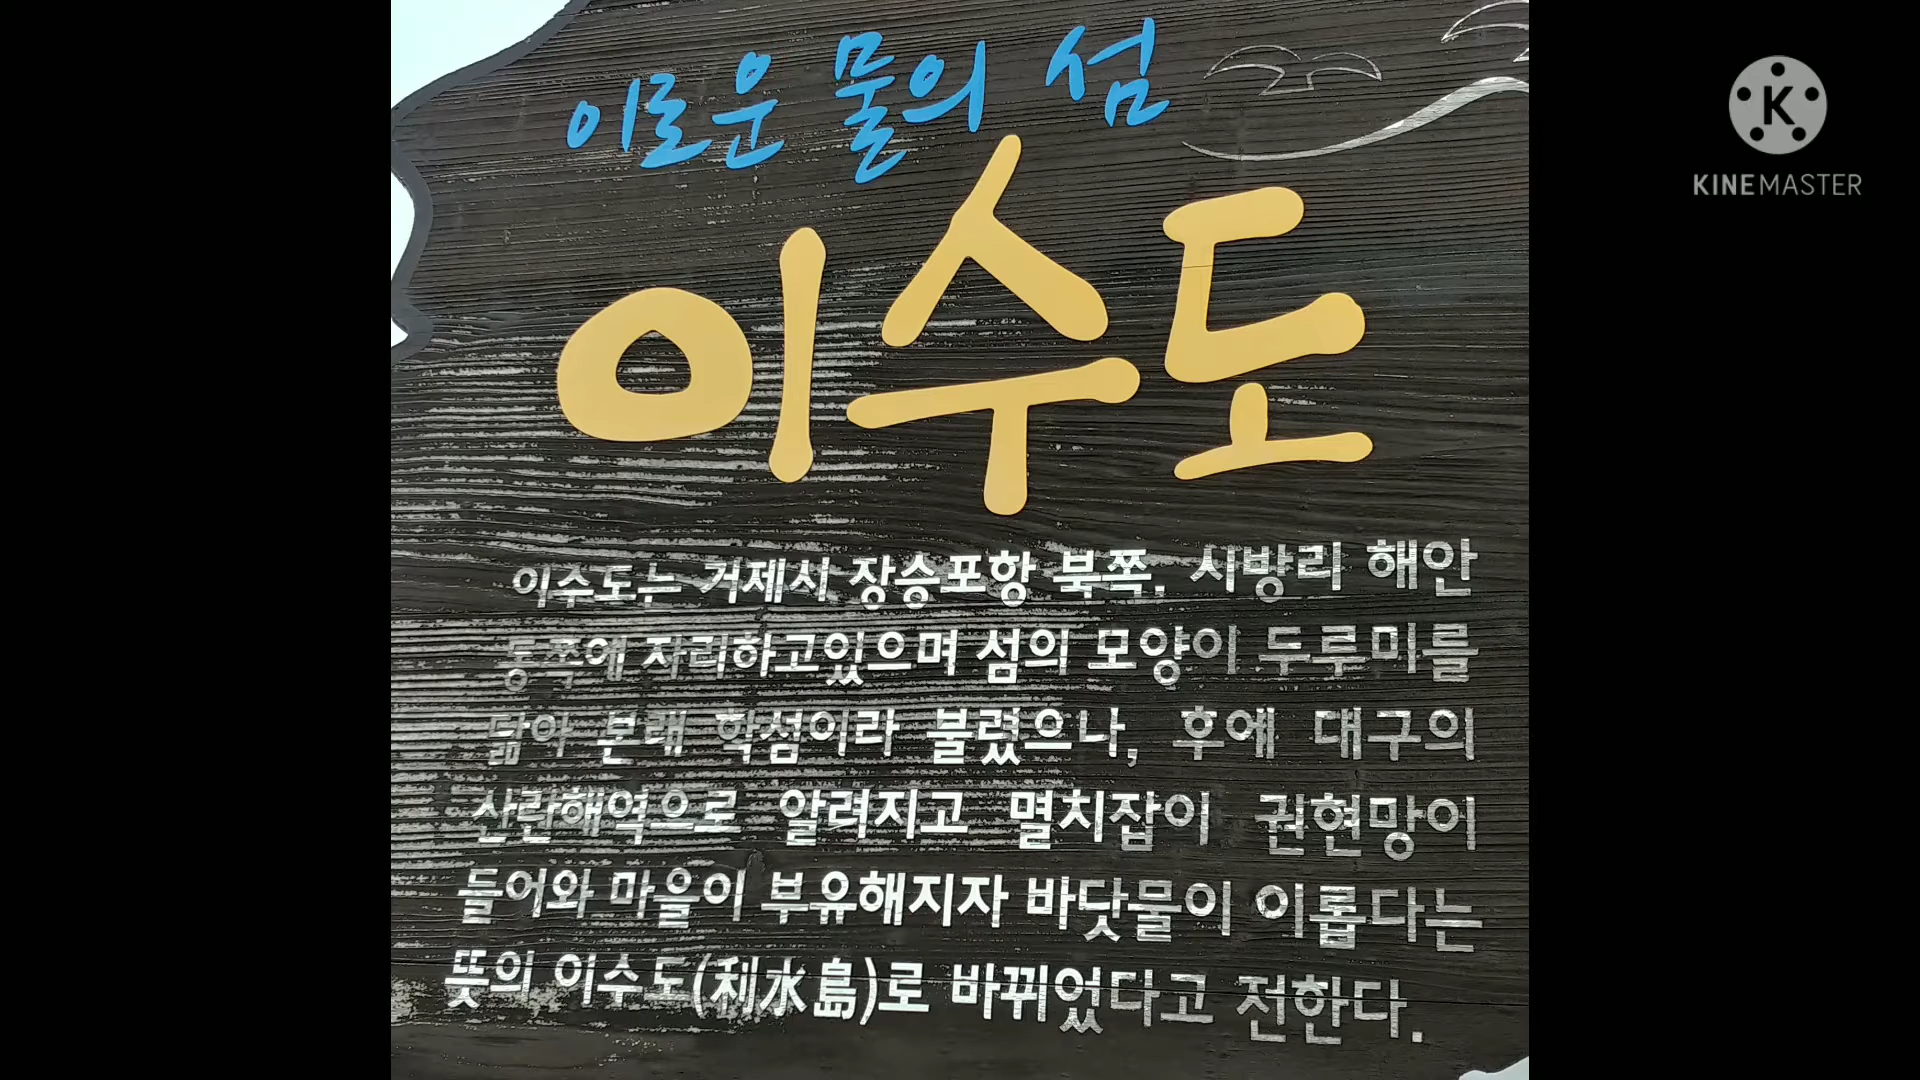 이로운 물의 섬
이수도
이수도는 거제시 장승포항 북쪽. 시방리 해안
동쪽에 자리하고있으며 섬의 모양이 두루미를
닮아 본래 학섬이라 불렸으나, 후에 대구의
산란해역으로 알려지고 멸치잡이 권현망이
들어와 마을이 부유해지자 바닷물이 이롭다는
뜻의 이수도(利水島)로 바뀌었다고 전한다.
K
KINEMASTER